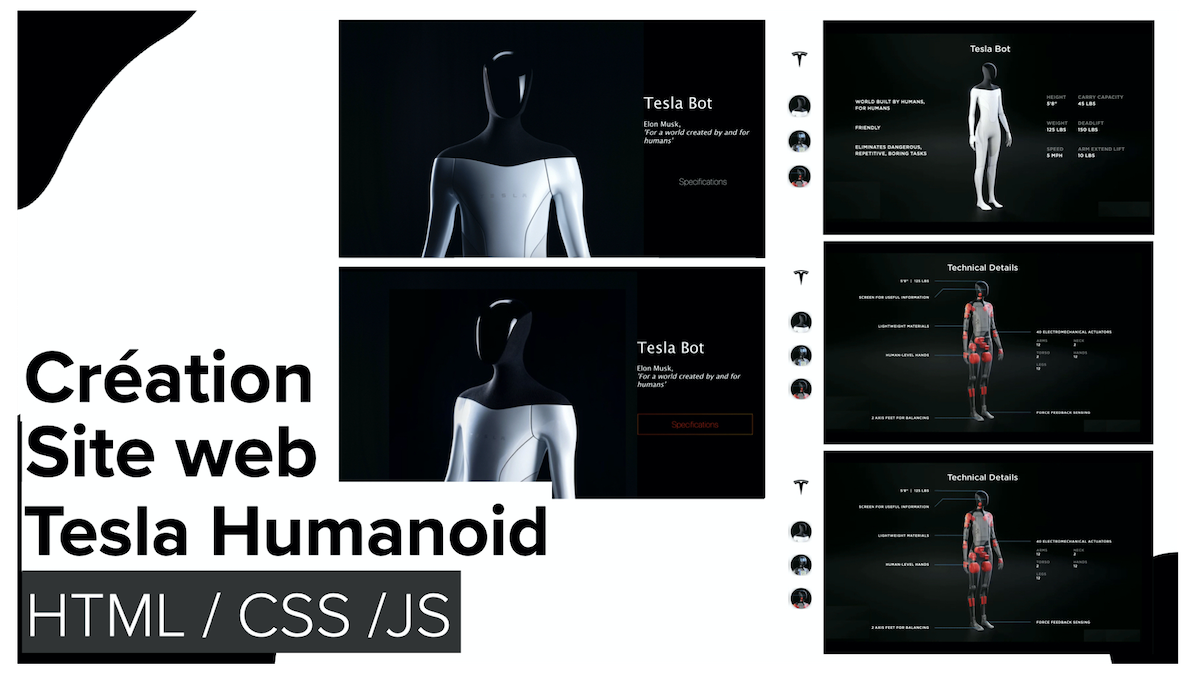 Création
Site web
Tesla Humanoid
HTML / CSS /JS
Tesla Bot
Elon Musk,
'For a world created by and for
humans'
Specifications
TESLA
Tesla Bot
Elon Musk,
'For a world created by and for
humans'
Specifications
Tesla Bot
WORLD BUILT BY HUMANS,
FOR HUMANS
FRIENDLY
ELIMINATES DANGEROUS,
REPETITIVE, BORING TASKS
HEIGHT
5'8"
CARRY CAPACITY
45 LBS
WEIGHT
125 LBS
DEADLIFT
150 LBS
SPEED
5 MPH
ARM EXTEND LIFT
10 LBS
Technical Details
5'8" | 125 LBS
SCREEN FOR USEFUL INFORMATION
LIGHTWEIGHT MATERIALS
HUMAN-LEVEL HANDS
2 AXIS FEET FOR BALANCING
40 ELECTROMECHANICAL ACTUATORS
ARMS
12
NECK
2
TORSO
2
HANDS
12
LEGS
12
FORCE FEEDBACK SENSING
Technical Details
5'8" | 125 LBS
SCREEN FOR USEFUL INFORMATION
LIGHTWEIGHT MATERIALS
HUMAN-LEVEL HANDS
2 AXIS FEET FOR BALANCING
40 ELECTROMECHANICAL ACTUATORS
ARMS
12
NECK
2
TORSO
2
HANDS
12
LEGS
12
FORCE FEEDBACK SENSING